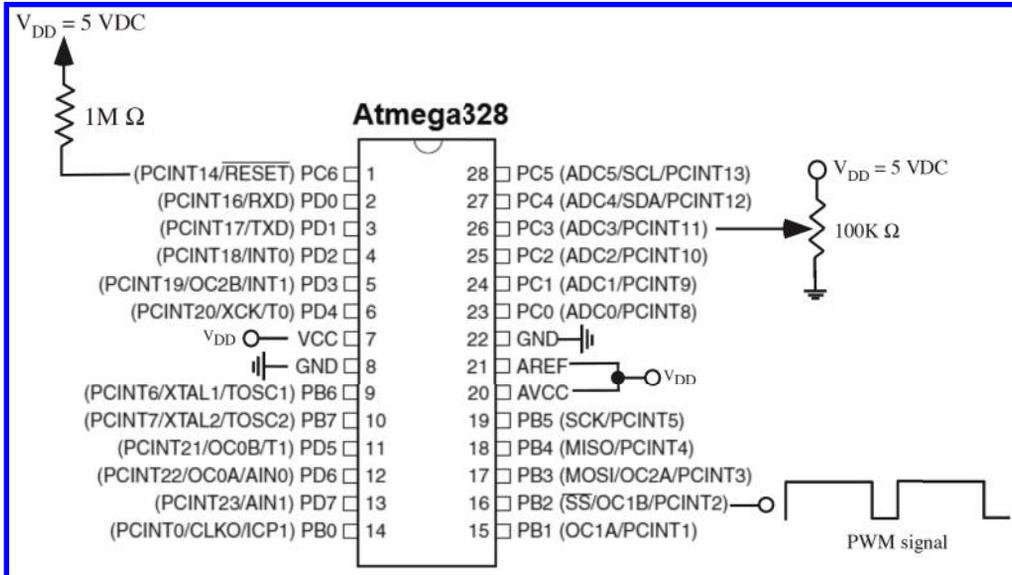 VDD = 5 VDC
1M Ω
Atmega328
(PCINT14/RESET) PC6 1
(PCINT16/RXD) PD0 2
(PCINT17/TXD) PD1 3
(PCINT18/INT0) PD2 4
(PCINT19/OC2B/INT1) PD3 5
(PCINT20/XCK/T0) PD4 6
VDD VCC 7
GND 8
(PCINT6/XTAL1/TOSC1) PB6 9
(PCINT7/XTAL2/TOSC2) PB7 10
(PCINT21/OC0B/T1) PD5 11
(PCINT22/OC0A/AIN0) PD6 12
(PCINT23/AIN1) PD7 13
(PCINT0/CLKO/ICP1) PB0 14
28 PC5 (ADC5/SCL/PCINT13)
27 PC4 (ADC4/SDA/PCINT12)
26 PC3 (ADC3/PCINT11)
25 PC2 (ADC2/PCINT10)
24 PC1 (ADC1/PCINT9)
23 PC0 (ADC0/PCINT8)
22 GND
21 AREF
20 AVCC
VDD
19 PB5 (SCK/PCINT5)
18 PB4 (MISO/PCINT4)
17 PB3 (MOSI/OC2A/PCINT3)
16 PB2 (SS/OC1B/PCINT2)
15 PB1 (OC1A/PCINT1)
VDD = 5 VDC
100K Ω
PWM signal